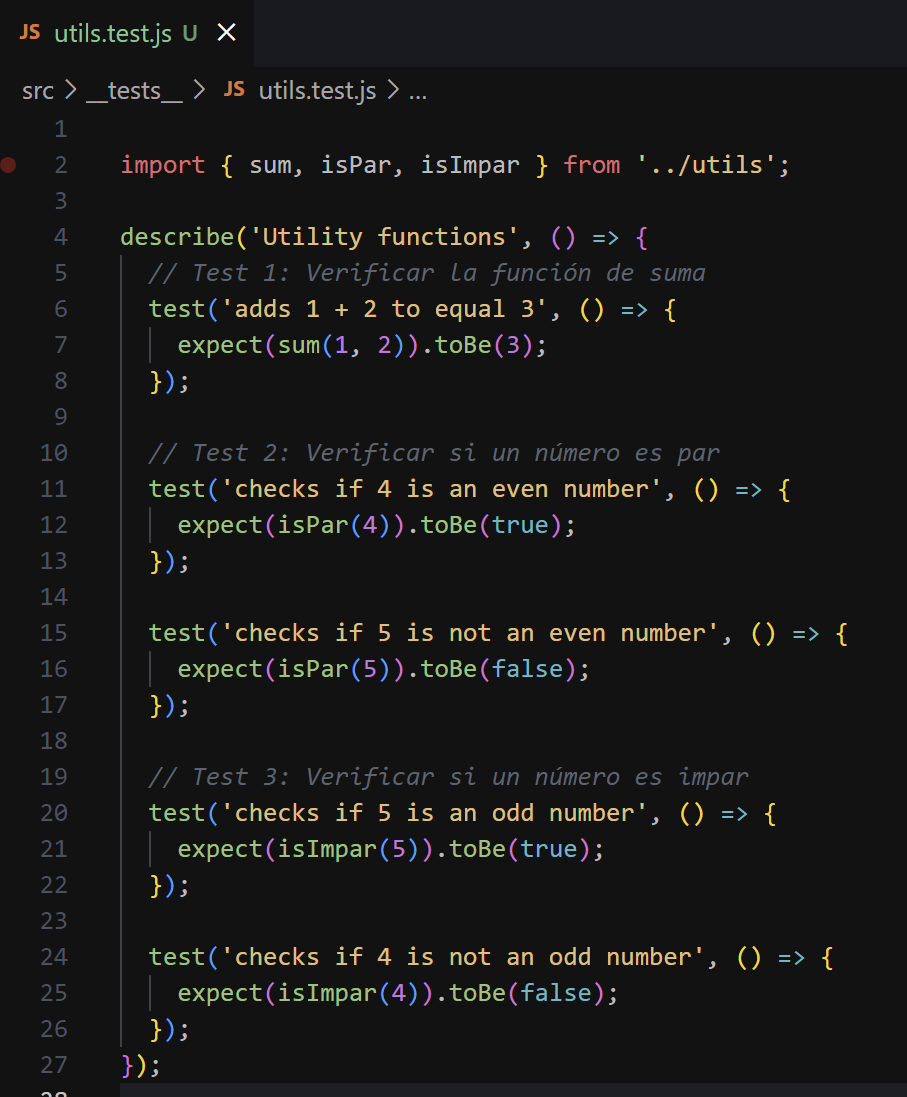 JS utils.test.js U
src > __tests__ > JS utils.test.js > ...
1
2 import { sum, isPar, isImpar } from '../utils';
3
4 describe('Utility functions', () => {
5 // Test 1: Verificar la función de suma
6 test('adds 1 + 2 to equal 3', () => {
7 expect(sum(1, 2)).toBe(3);
8 });
9
10 // Test 2: Verificar si un número es par
11 test('checks if 4 is an even number', () => {
12 expect(isPar(4)).toBe(true);
13 });
14
15 test('checks if 5 is not an even number', () => {
16 expect(isPar(5)).toBe(false);
17 });
18
19 // Test 3: Verificar si un número es impar
20 test('checks if 5 is an odd number', () => {
21 expect(isImpar(5)).toBe(true);
22 });
23
24 test('checks if 4 is not an odd number', () => {
25 expect(isImpar(4)).toBe(false);
26 });
27 });
28